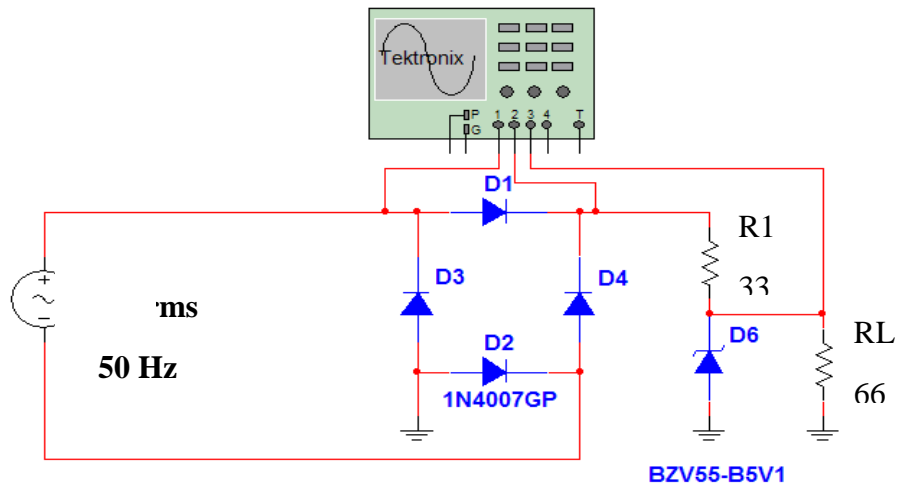 Tektronix
P
G
1 2 3 4 T
D1
R1
33
D3
D4
D6
RL
66
D2
1N4007GP
rms
50 Hz
BZV55-B5V1